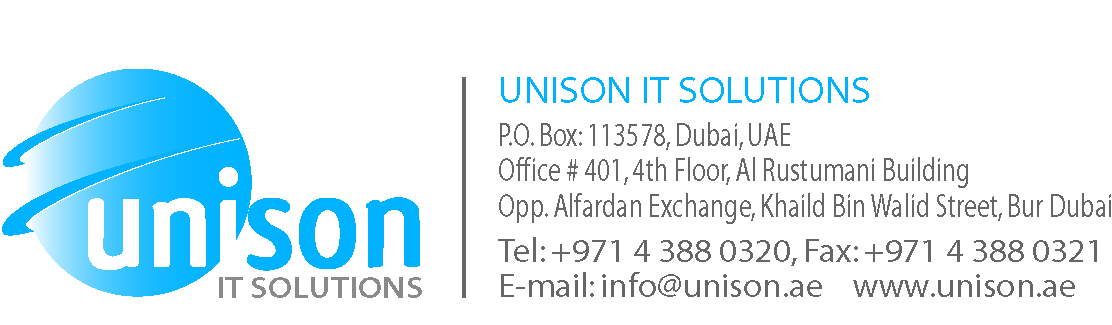 unison
IT SOLUTIONS
UNISON IT SOLUTIONS
P.O. Box: 113578, Dubai, UAE
Office # 401, 4th Floor, Al Rustumani Building
Opp. Alfardan Exchange, Khaild Bin Walid Street, Bur Dubai
Tel: +971 4 388 0320, Fax: +971 4 388 0321
E-mail: info@unison.ae www.unison.ae